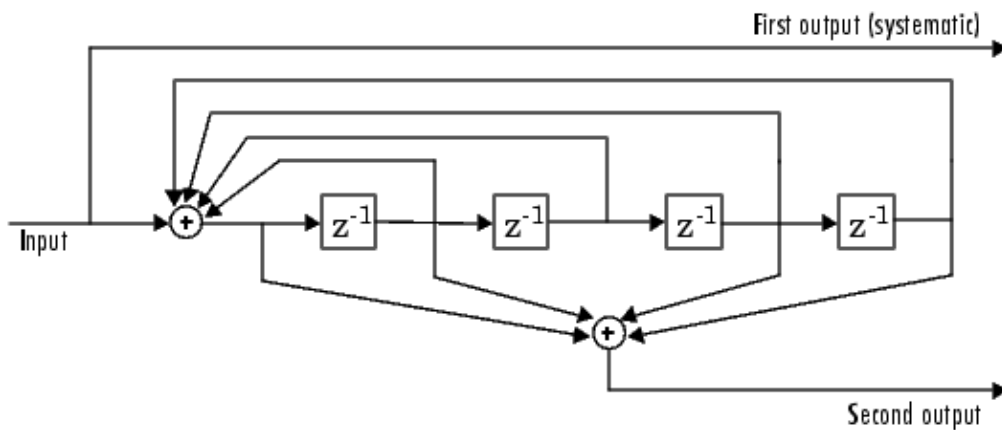 First output (systematic)
+
z⁻¹
z⁻¹
z⁻¹
z⁻¹
Input
+
Second output